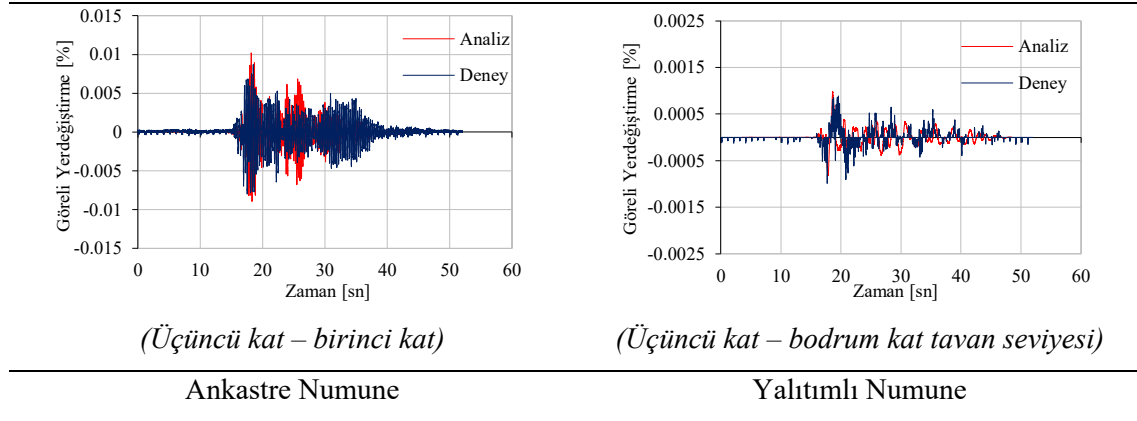 0.015
0.01
0.005
0
-0.005
-0.01
-0.015
Göreli Yerdeğiştirme [%]
0 10 20 30 40 50 60
Zaman [sn]
Analiz
Deney
(Üçüncü kat – birinci kat)
Ankastre Numune
0.0025
0.0015
0.0005
-0.0005
-0.0015
-0.0025
Göreli Yerdeğiştirme [%]
0 10 20 30 40 50 60
Zaman [sn]
Analiz
Deney
(Üçüncü kat – bodrum kat tavan seviyesi)
Yalıtımlı Numune